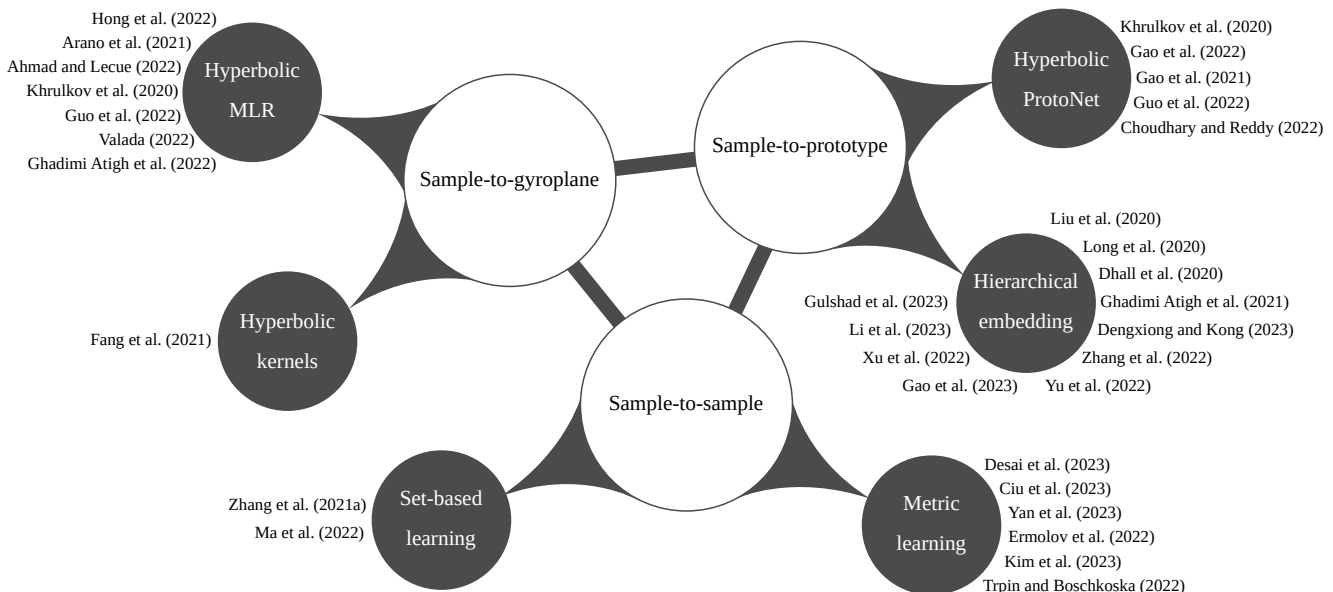 Hong et al. (2022)
Arano et al. (2021)
Ahmad and Lecue (2022)
Khrulkov et al. (2020)
Guo et al. (2022)
Valada (2022)
Ghadimi Atigh et al. (2022)
Hyperbolic
MLR
Sample-to-gyroplane
Sample-to-prototype
Hyperbolic
ProtoNet
Khrulkov et al. (2020)
Gao et al. (2022)
Gao et al. (2021)
Guo et al. (2022)
Choudhary and Reddy (2022)
Fang et al. (2021)
Hyperbolic
kernels
Hierarchical
embedding
Liu et al. (2020)
Long et al. (2020)
Dhall et al. (2020)
Ghadimi Atigh et al. (2021)
Dengxiong and Kong (2023)
Zhang et al. (2022)
Yu et al. (2022)
Gulshad et al. (2023)
Li et al. (2023)
Xu et al. (2022)
Gao et al. (2023)
Sample-to-sample
Zhang et al. (2021a)
Ma et al. (2022)
Set-based
learning
Metric
learning
Desai et al. (2023)
Ciu et al. (2023)
Yan et al. (2023)
Ermolov et al. (2022)
Kim et al. (2023)
Trpin and Boschkoska (2022)